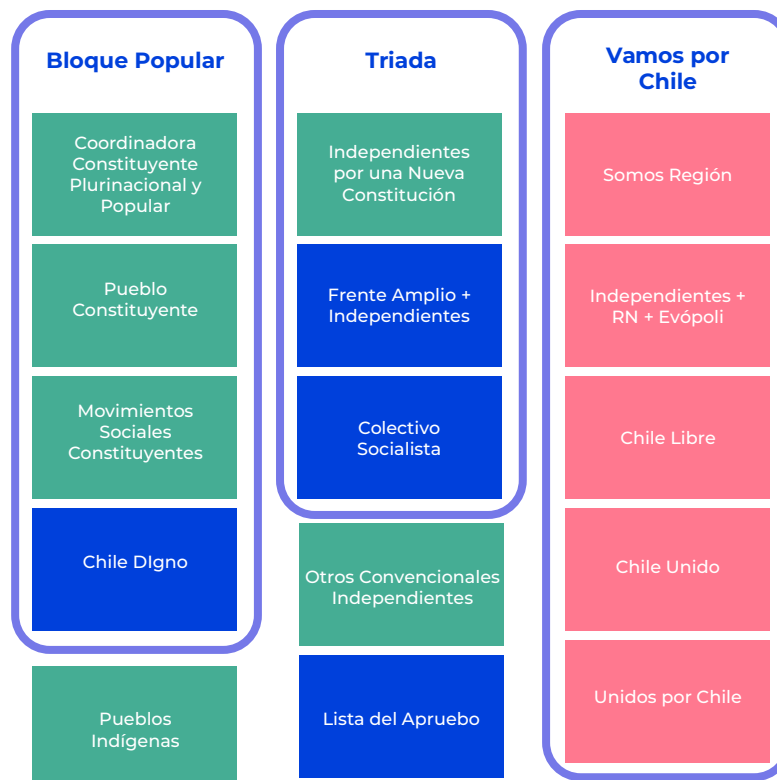 Bloque Popular
Coordinadora
Constituyente
Plurinacional y
Popular
Pueblo
Constituyente
Movimientos
Sociales
Constituyentes
Chile DIgno
Pueblos
Indígenas
Triada
Independientes
por una Nueva
Constitución
Frente Amplio +
Independientes
Colectivo
Socialista
Otros Convencionales
Independientes
Lista del Apruebo
Vamos por
Chile
Somos Región
Independientes +
RN + Evópoli
Chile Libre
Chile Unido
Unidos por Chile